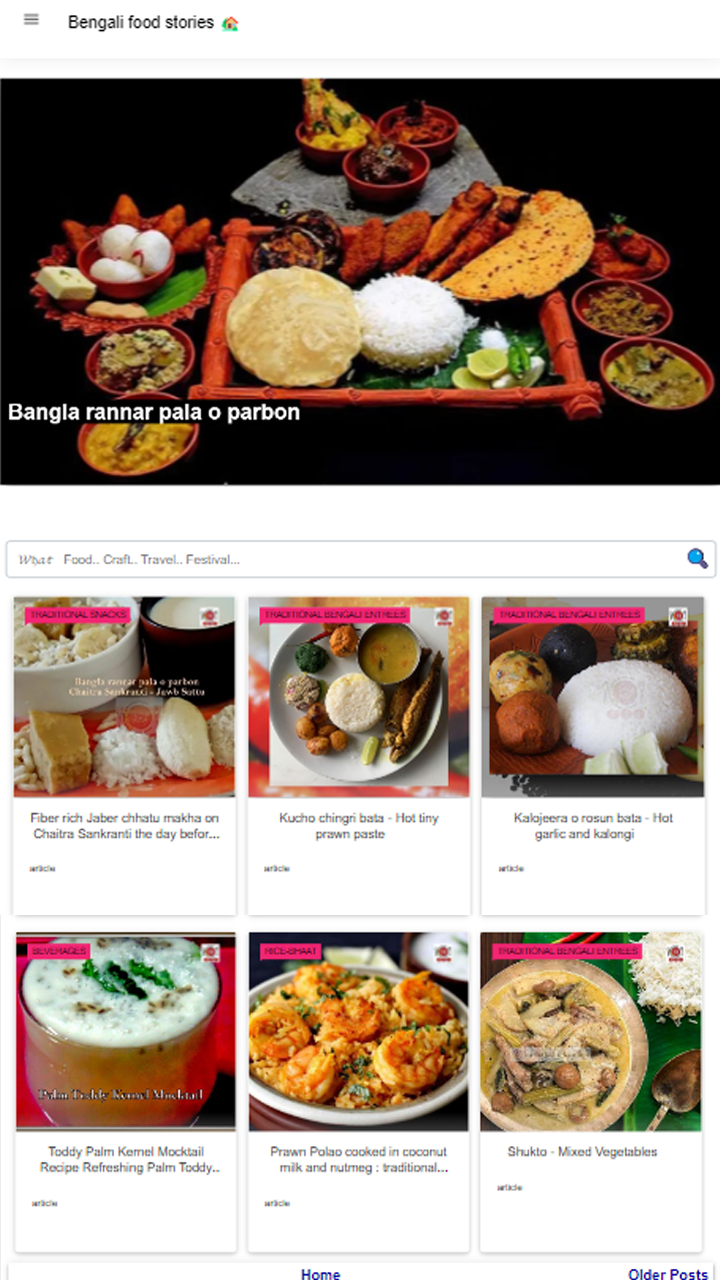 Bengali food stories
Bangla rannar pala o parbon
What Food.. Craft.. Travel.. Festival...
TRADITIONAL SNACKS
Bangla rannar pala o parbon
Chaitra Sankranti - Jawb Suttu
Fiber rich Jaber chhatu makha on
Chaitra Sankranti the day befor...
article
TRADITIONAL BENGALI ENTREES
Kucho chingri bata - Hot tiny
prawn paste
article
TRADITIONAL BENGALI ENTREES
Kalojeera o rosun bata - Hot
garlic and kalongi
article
BEVERAGES
Palm Toddy Kernel Mocktail
Toddy Palm Kernel Mocktail
Recipe Refreshing Palm Toddy..
article
RICE-BHAAT
Prawn Polao cooked in coconut
milk and nutmeg : traditional...
article
TRADITIONAL BENGALI ENTREES
Shukto - Mixed Vegetables
article
Home
Older Posts